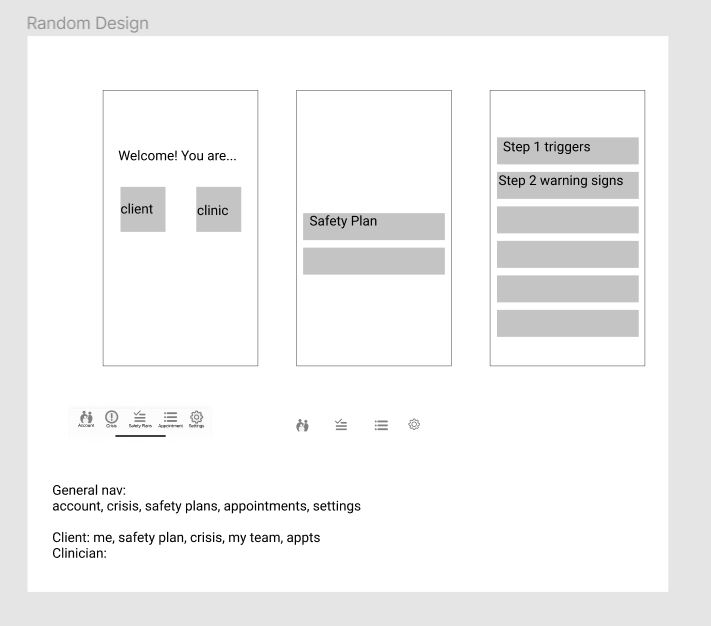 Random Design
Welcome! You are...
client
clinic
Safety Plan
Step 1 triggers
Step 2 warning signs
Account
Crisis
Safety Plans
Appointment
Settings
General nav:
account, crisis, safety plans, appointments, settings
Client: me, safety plan, crisis, my team, appts
Clinician: